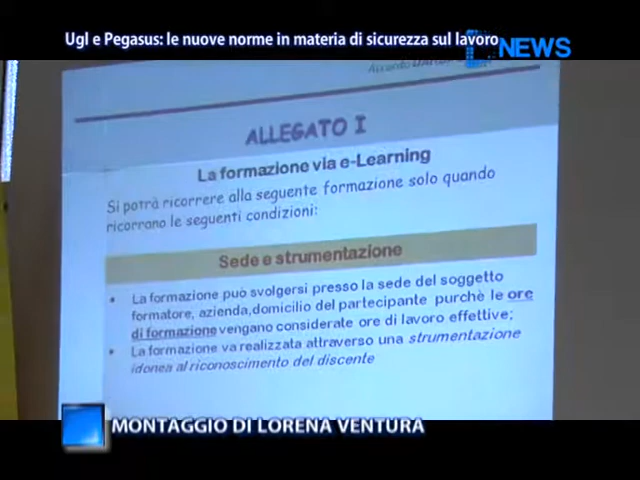 Ugl e Pegasus: le nuove norme in materia di sicurezza sul lavoro
NEWS
Accordo
ALLEGATO I
La formazione via e-Learning
Si potrà ricorrere alla seguente formazione solo quando
ricorrano le seguenti condizioni:
Sede e strumentazione
• La formazione può svolgersi presso la sede del soggetto
formatore, azienda,domicilio del partecipante purchè le ore
di formazione vengano considerate ore di lavoro effettive;
• La formazione va realizzata attraverso una strumentazione
idonea al riconoscimento del discente
MONTAGGIO DI LORENA VENTURA